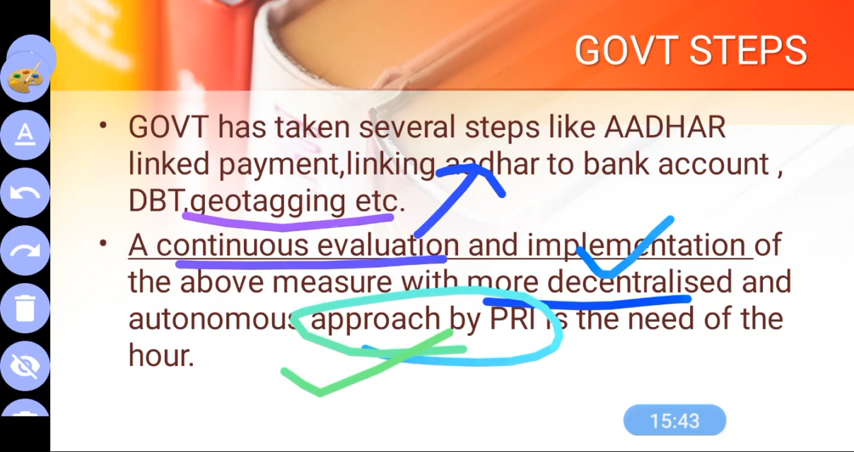 GOVT STEPS
• GOVT has taken several steps like AADHAR
linked payment,linking aadhar to bank account ,
DBT,geotagging etc.
• A continuous evaluation and implementation of
the above measure with more decentralised and
autonomous approach by PRI is the need of the
hour.
A
15:43